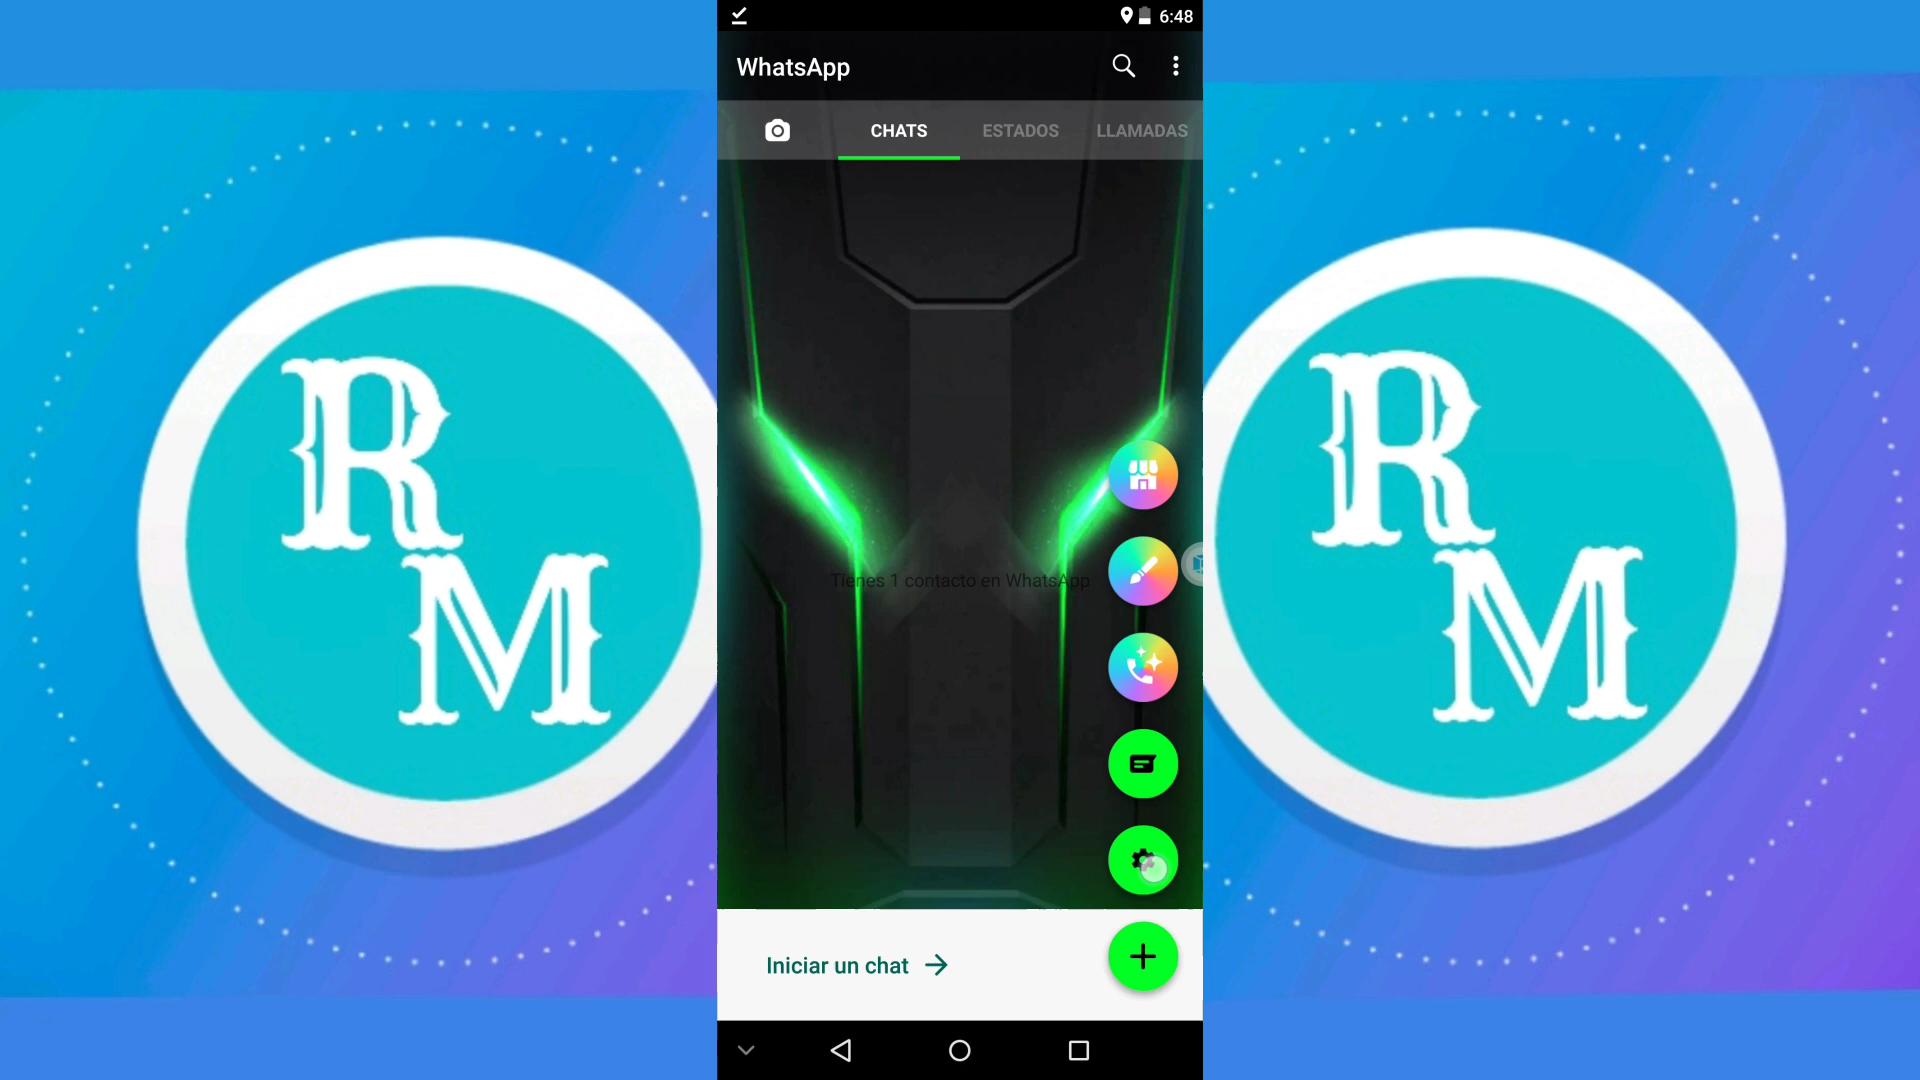 6:48
WhatsApp
CHATS ESTADOS LLAMADAS
R
M
R
M
Tienes 1 contacto en WhatsApp
Iniciar un chat